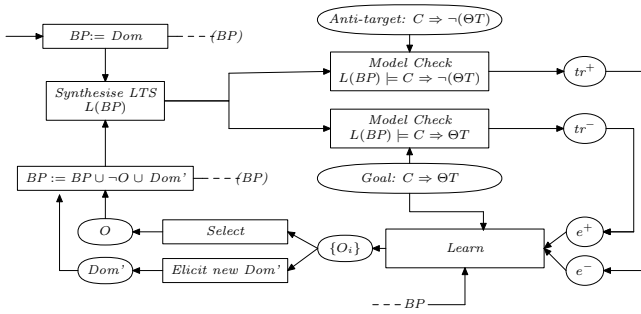 Anti-target: C ⇒ ¬(ΘT)
BP:= Dom
(BP)
Model Check
L(BP) ⊨ C ⇒ ¬(ΘT)
tr⁺
Synthesise LTS
L(BP)
Model Check
L(BP) ⊨ C ⇒ ΘT
tr⁻
BP := BP ∪ ¬O ∪ Dom'
(BP)
Goal: C ⇒ ΘT
O
Select
{Oᵢ}
Learn
e⁺
Dom'
Elicit new Dom'
e⁻
BP